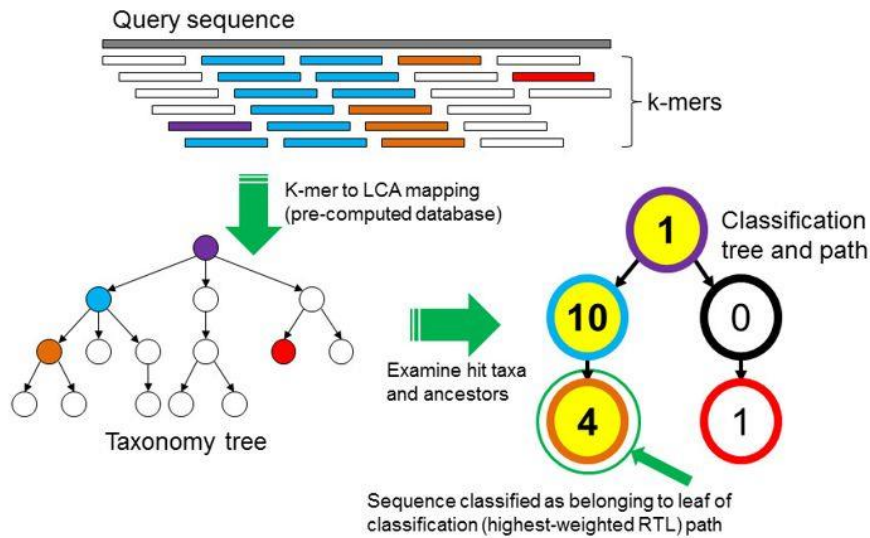 Query sequence
k-mers
K-mer to LCA mapping
(pre-computed database)
Classification
tree and path
1
10
0
4
1
Examine hit taxa
and ancestors
Taxonomy tree
Sequence classified as belonging to leaf of
classification (highest-weighted RTL) path